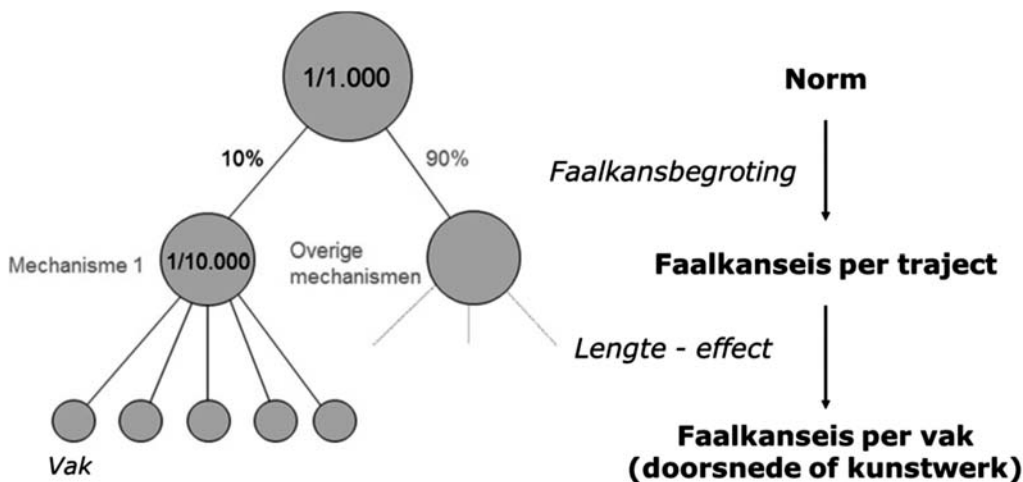 1/1.000
10%
90%
Mechanisme 1
1/10.000
Overige
mechanismen
Vak
Norm
Faalkansbegroting
Faalkanseis per traject
Lengte - effect
Faalkanseis per vak
(doorsnede of kunstwerk)